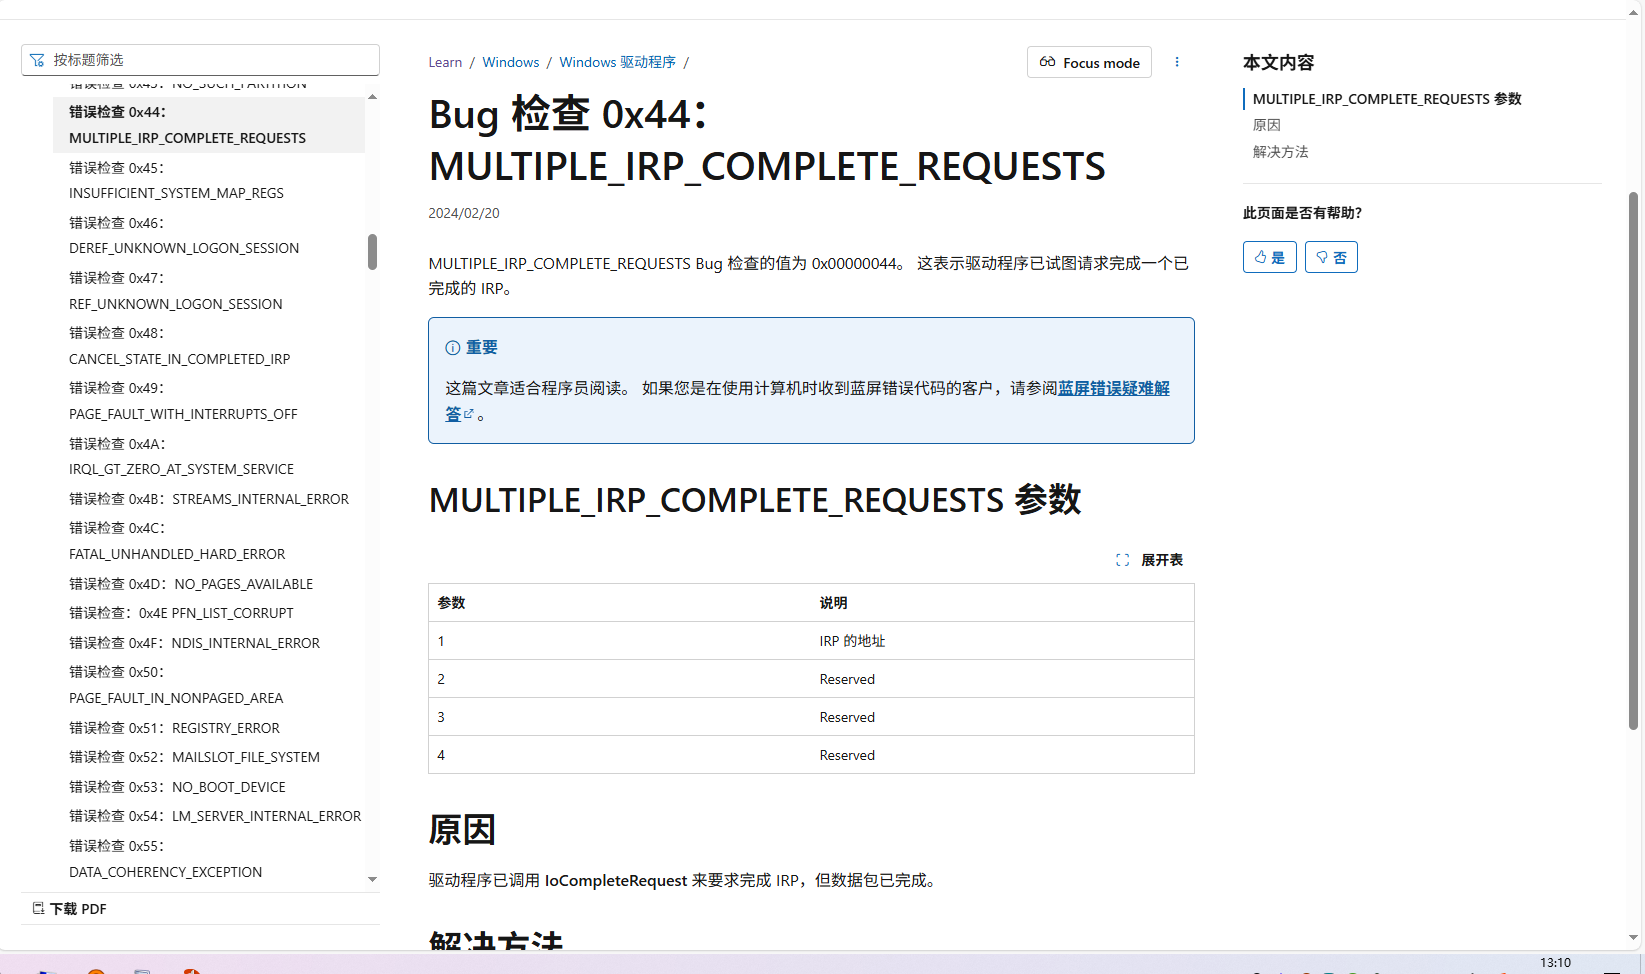 按标题筛选
错误检查 0x43：NO_SUCH_PARTITION
错误检查 0x44：
MULTIPLE_IRP_COMPLETE_REQUESTS
错误检查 0x45：
INSUFFICIENT_SYSTEM_MAP_REGS
错误检查 0x46：
DEREF_UNKNOWN_LOGON_SESSION
错误检查 0x47：
REF_UNKNOWN_LOGON_SESSION
错误检查 0x48：
CANCEL_STATE_IN_COMPLETED_IRP
错误检查 0x49：
PAGE_FAULT_WITH_INTERRUPTS_OFF
错误检查 0x4A：
IRQL_GT_ZERO_AT_SYSTEM_SERVICE
错误检查 0x4B：STREAMS_INTERNAL_ERROR
错误检查 0x4C：
FATAL_UNHANDLED_HARD_ERROR
错误检查 0x4D：NO_PAGES_AVAILABLE
错误检查：0x4E PFN_LIST_CORRUPT
错误检查 0x4F：NDIS_INTERNAL_ERROR
错误检查 0x50：
PAGE_FAULT_IN_NONPAGED_AREA
错误检查 0x51：REGISTRY_ERROR
错误检查 0x52：MAILSLOT_FILE_SYSTEM
错误检查 0x53：NO_BOOT_DEVICE
错误检查 0x54：LM_SERVER_INTERNAL_ERROR
错误检查 0x55：
DATA_COHERENCY_EXCEPTION
下载 PDF
Learn / Windows / Windows 驱动程序 /
Focus mode
Bug 检查 0x44：
MULTIPLE_IRP_COMPLETE_REQUESTS
2024/02/20
MULTIPLE_IRP_COMPLETE_REQUESTS Bug 检查的值为 0x00000044。 这表示驱动程序已试图请求完成一个已
完成的 IRP。
重要
这篇文章适合程序员阅读。 如果您是在使用计算机时收到蓝屏错误代码的客户，请参阅蓝屏错误疑难解
答。
MULTIPLE_IRP_COMPLETE_REQUESTS 参数
展开表
参数 说明
1 IRP 的地址
2 Reserved
3 Reserved
4 Reserved
原因
驱动程序已调用 IoCompleteRequest 来要求完成 IRP，但数据包已完成。
解决方法
本文内容
MULTIPLE_IRP_COMPLETE_REQUESTS 参数
原因
解决方法
此页面是否有帮助？
是
否
13:10